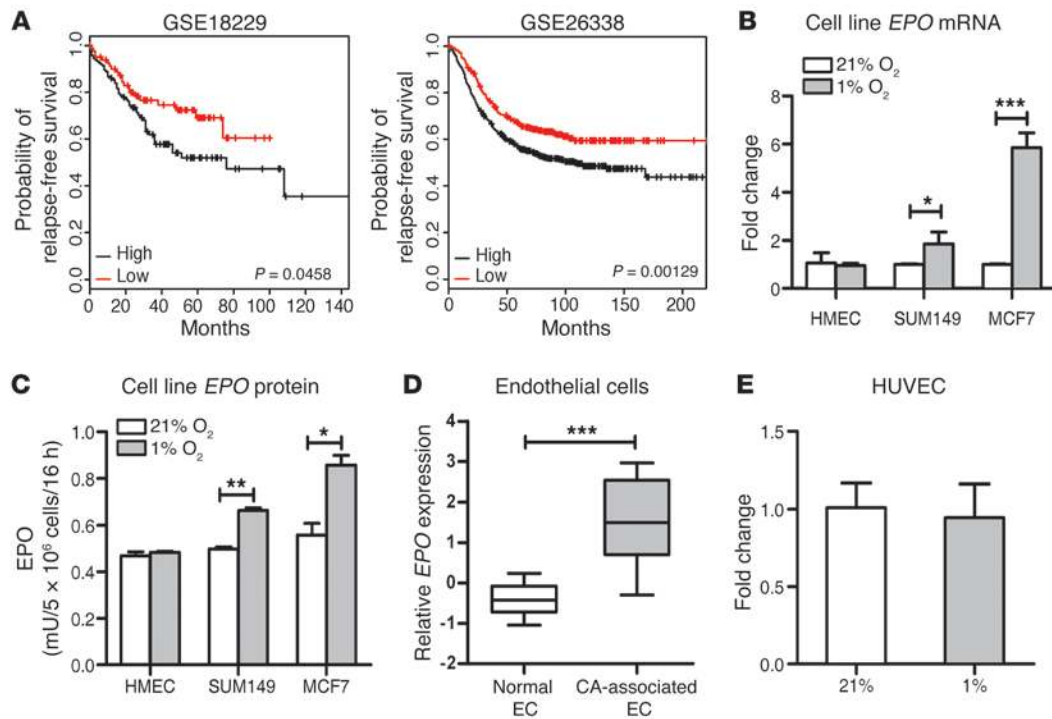 A
GSE18229
Probability of
relapse-free survival
1.0
0.8
0.6
0.4
0.2
0.0
High
Low
P = 0.0458
0 20 40 60 80 100 120 140
Months
GSE26338
Probability of
relapse-free survival
1.0
0.8
0.6
0.4
0.2
0.0
High
Low
P = 0.00129
0 50 100 150 200
Months
B
Cell line EPO mRNA
21% O₂
1% O₂
Fold change
8
6
4
2
0
*
***
HMEC SUM149 MCF7
C
Cell line EPO protein
21% O₂
1% O₂
EPO
(mU/5 × 10⁶ cells/16 h)
1.0
0.8
0.6
0.4
0.2
0.0
**
*
HMEC SUM149 MCF7
D
Endothelial cells
Relative EPO expression
4
3
2
1
0
-1
-2
***
Normal
EC
CA-associated
EC
E
HUVEC
Fold change
1.5
1.0
0.5
0.0
21% 1%